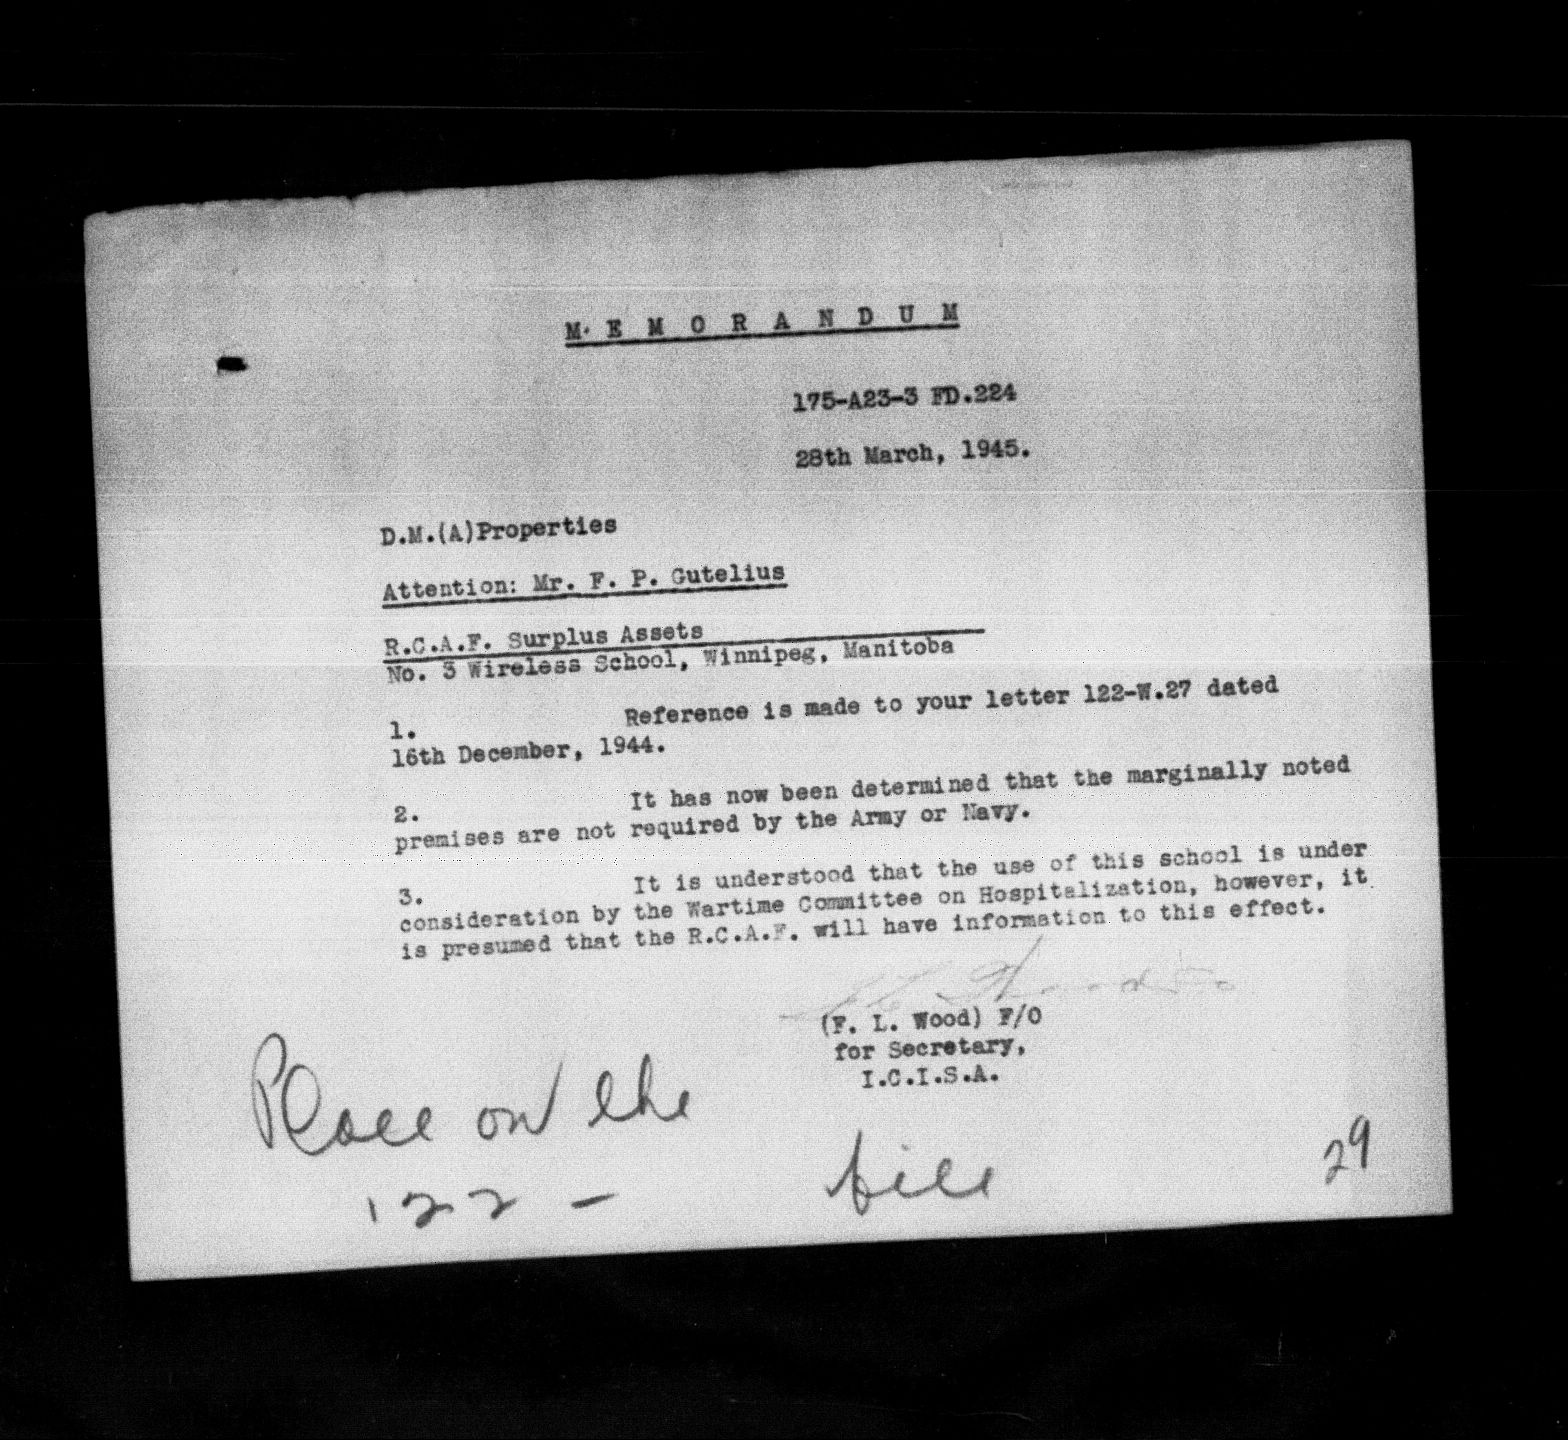 M E M O R A N D U M
175-A23-3 FD.224
28th March, 1945.
D.M.(A)Properties
Attention: Mr. F. P. Gutelius
R.C.A.F. Surplus Assets
No. 3 Wireless School, Winnipeg, Manitoba
1. Reference is made to your letter 122-W.27 dated
16th December, 1944.
2. It has now been determined that the marginally noted
premises are not required by the Army or Navy.
3. It is understood that the use of this school is under
consideration by the Wartime Committee on Hospitalization, however, it
is presumed that the R.C.A.F. will have information to this effect.
(F. L. Wood) F/O
for Secretary,
I.C.I.S.A.
Place on the
122 - file
29